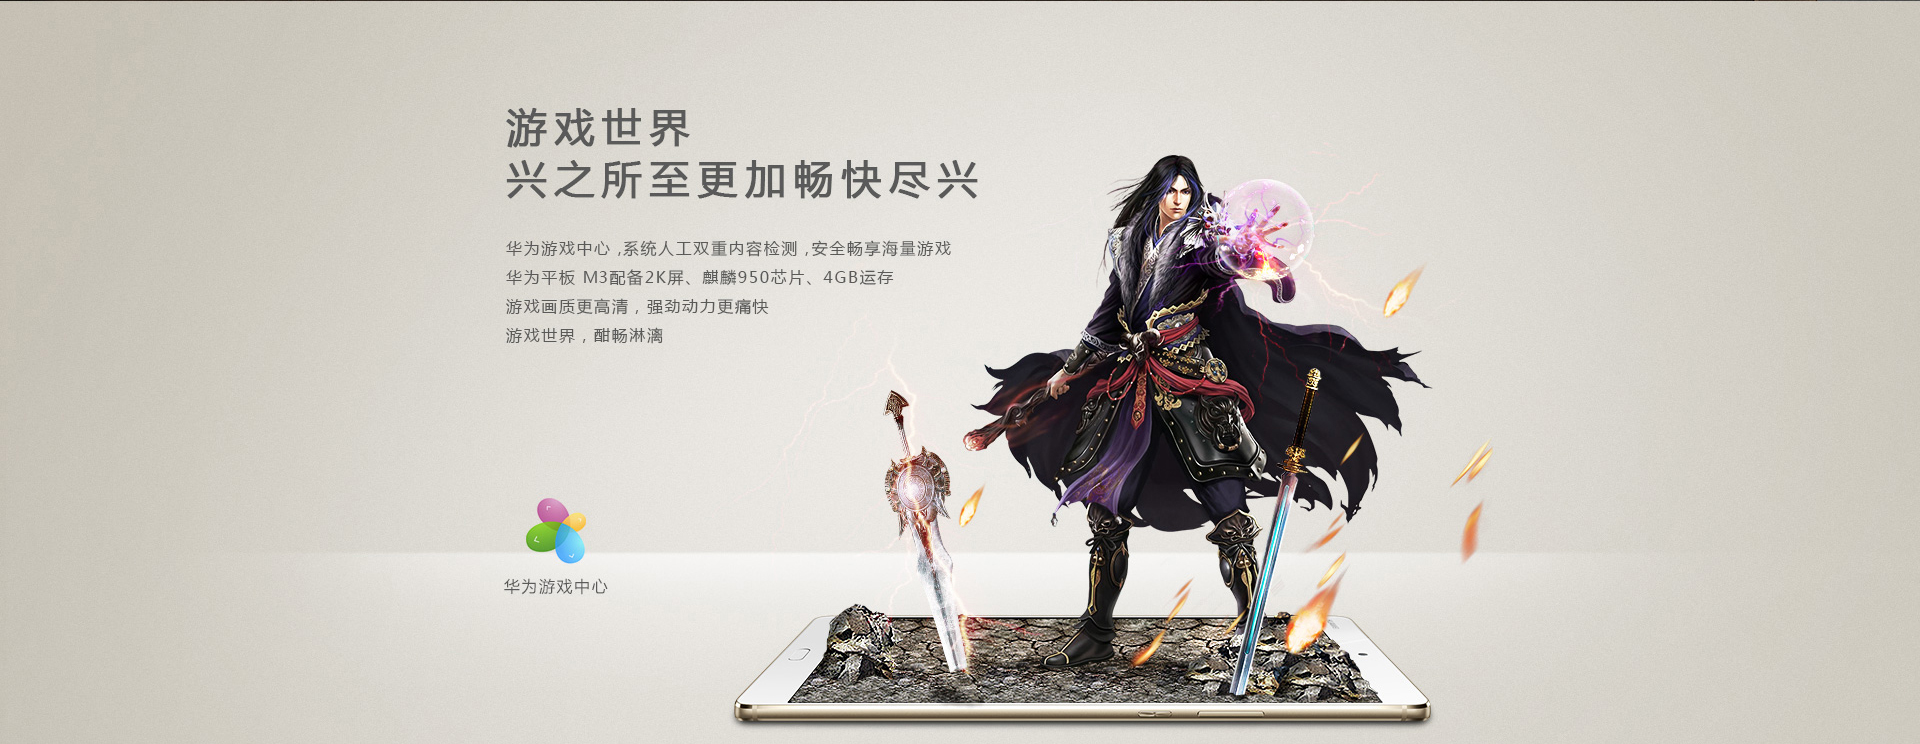 游戏世界
兴之所至更加畅快尽兴
华为游戏中心 ,系统人工双重内容检测 ,安全畅享海量游戏
华为平板 M3配备2K屏、麒麟950芯片、4GB运存
游戏画质更高清，强劲动力更痛快
游戏世界，酣畅淋漓
华为游戏中心